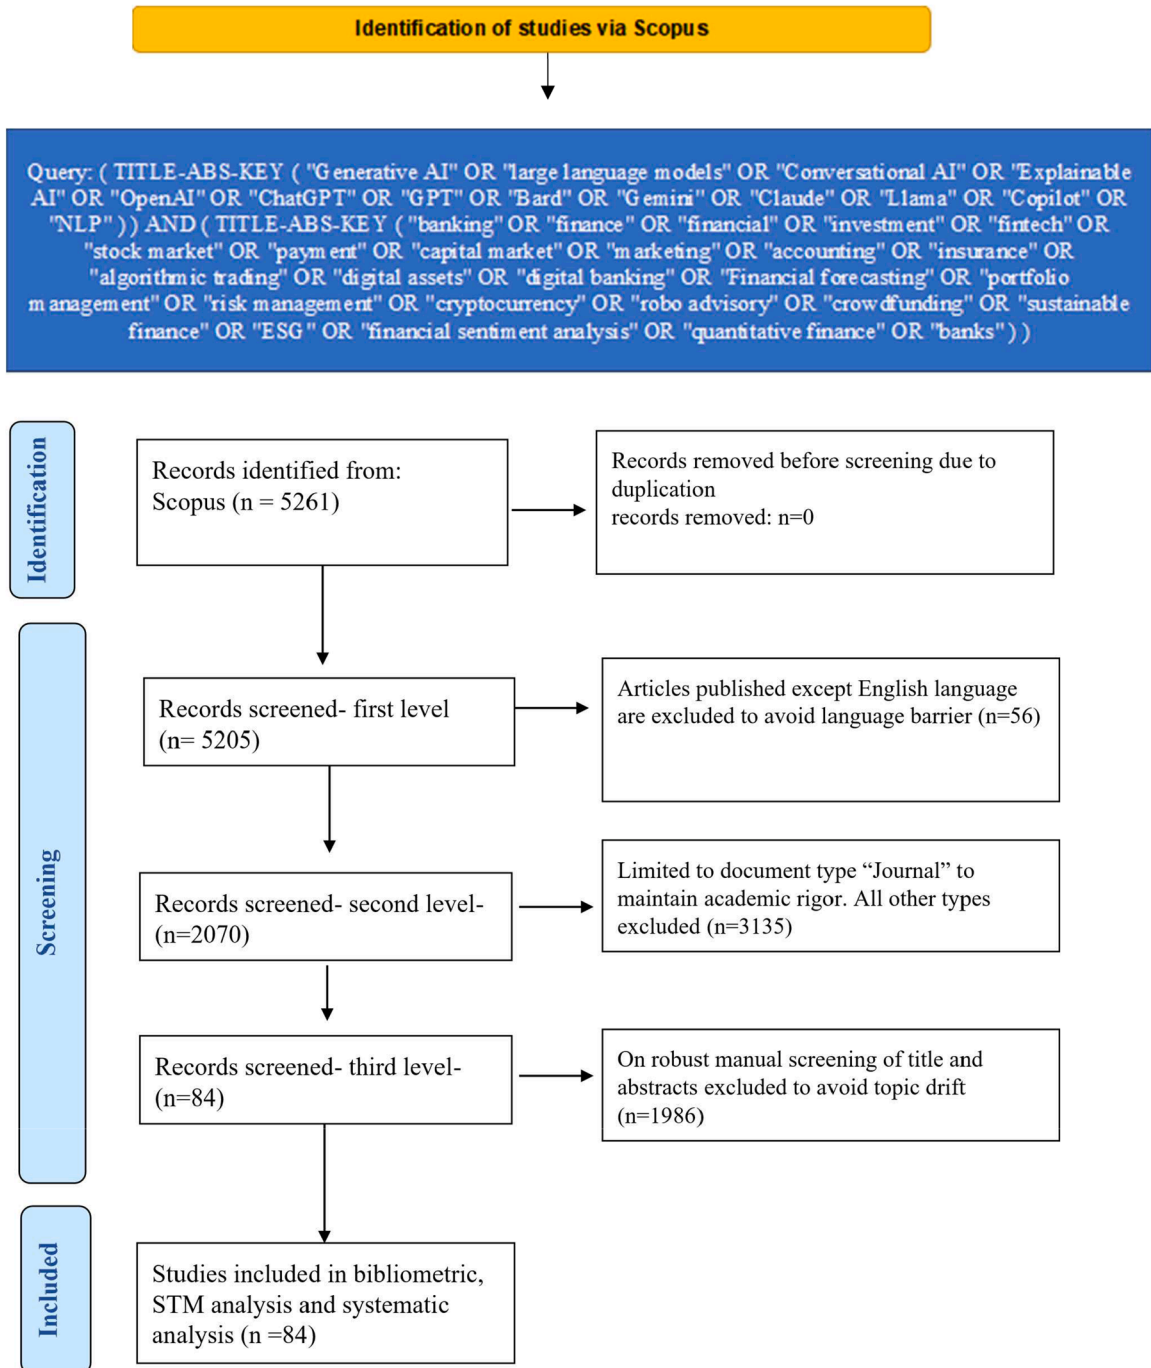 Identification of studies via Scopus
Query: ( TITLE-ABS-KEY ( "Generative AI" OR "large language models" OR "Conversational AI" OR "Explainable
AI" OR "OpenAI" OR "ChatGPT" OR "GPT" OR "Bard" OR "Gemini" OR "Claude" OR "Llama" OR "Copilot" OR
"NLP" ) ) AND ( TITLE-ABS-KEY ( "banking" OR "finance" OR "financial" OR "investment" OR "fintech" OR
"stock market" OR "payment" OR "capital market" OR "marketing" OR "accounting" OR "insurance" OR
"algorithmic trading" OR "digital assets" OR "digital banking" OR "Financial forecasting" OR "portfolio
management" OR "risk management" OR "cryptocurrency" OR "robo advisory" OR "crowdfunding" OR "sustainable
finance" OR "ESG" OR "financial sentiment analysis" OR "quantitative finance" OR "banks" ) )
Identification
Records identified from:
Scopus (n = 5261)
Records removed before screening due to
duplication
records removed: n=0
Screening
Records screened- first level
(n= 5205)
Articles published except English language
are excluded to avoid language barrier (n=56)
Records screened- second level-
(n=2070)
Limited to document type “Journal” to
maintain academic rigor. All other types
excluded (n=3135)
Records screened- third level-
(n=84)
On robust manual screening of title and
abstracts excluded to avoid topic drift
(n=1986)
Included
Studies included in bibliometric,
STM analysis and systematic
analysis (n =84)